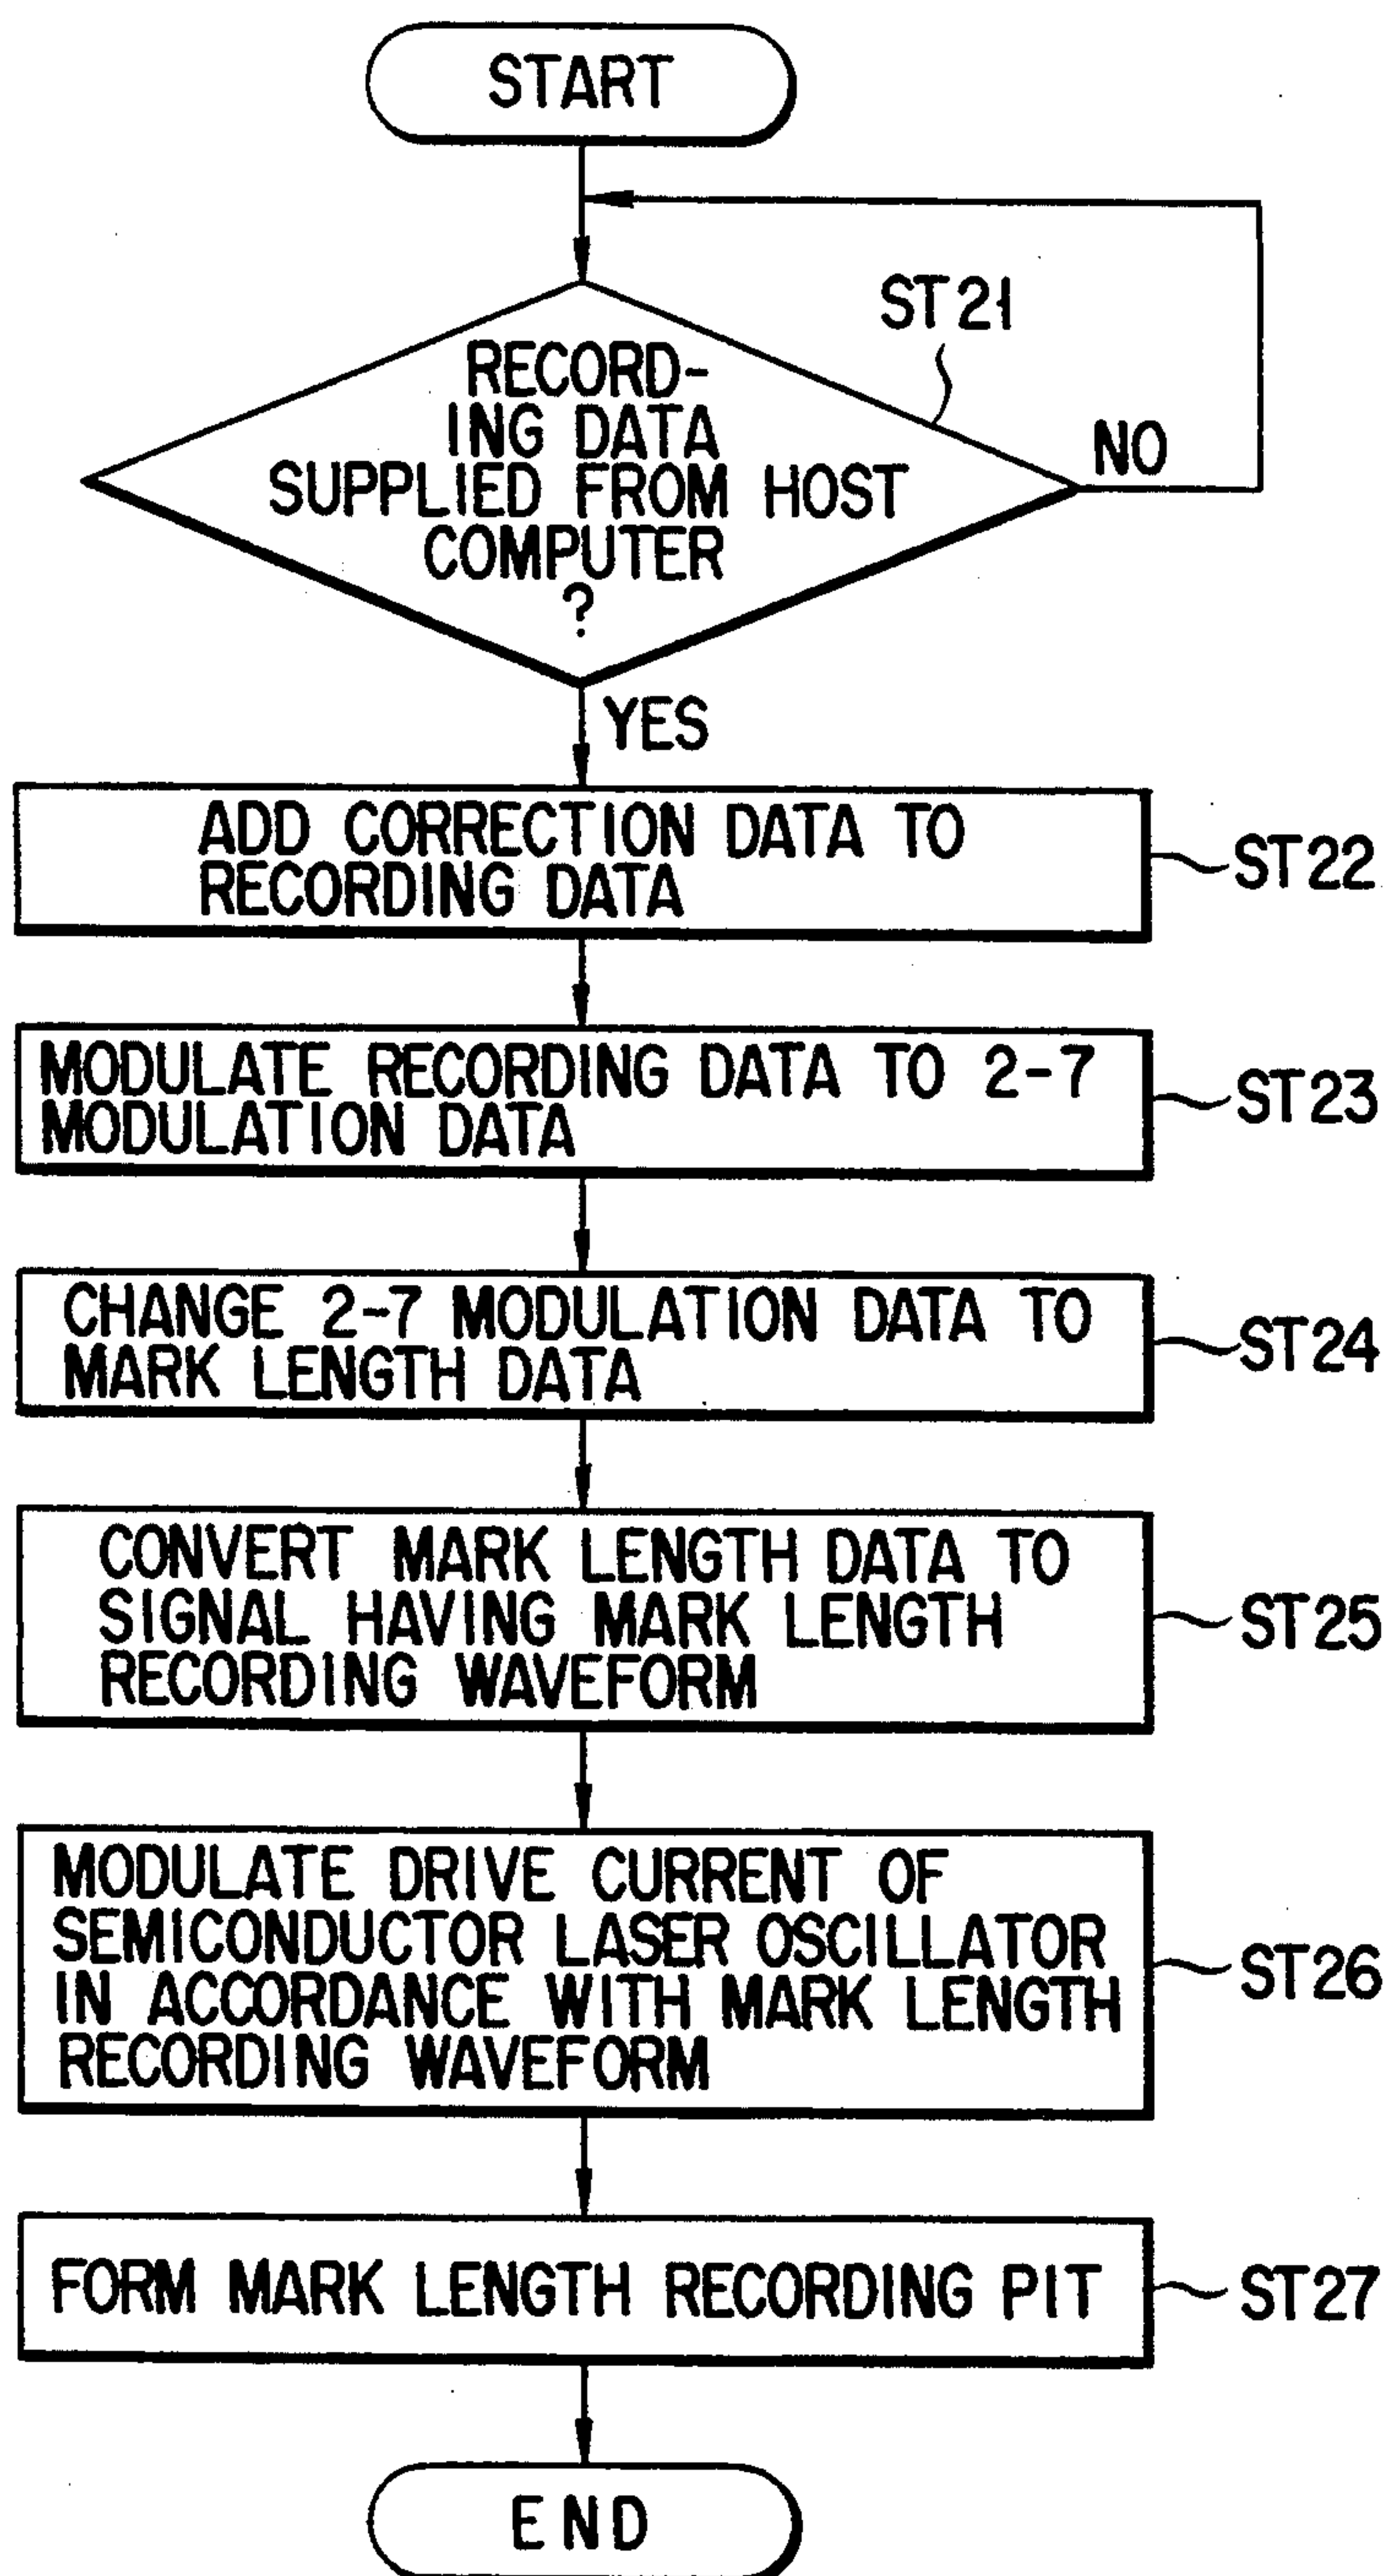 START
ST21
RECORD-
ING DATA
SUPPLIED FROM HOST
COMPUTER
?
NO
YES
ADD CORRECTION DATA TO
RECORDING DATA
ST22
MODULATE RECORDING DATA TO 2-7
MODULATION DATA
ST23
CHANGE 2-7 MODULATION DATA TO
MARK LENGTH DATA
ST24
CONVERT MARK LENGTH DATA TO
SIGNAL HAVING MARK LENGTH
RECORDING WAVEFORM
ST25
MODULATE DRIVE CURRENT OF
SEMICONDUCTOR LASER OSCILLATOR
IN ACCORDANCE WITH MARK LENGTH
RECORDING WAVEFORM
ST26
FORM MARK LENGTH RECORDING PIT
ST27
END